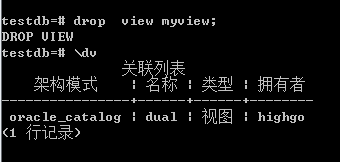 testdb=# drop  view myview;
DROP VIEW
testdb=# \dv
关联列表
架构模式 ¦ 名称 ¦ 类型 ¦ 拥有者
----------------+------+------+--------
oracle_catalog ¦ dual ¦ 视图 ¦ highgo
(1 行记录)